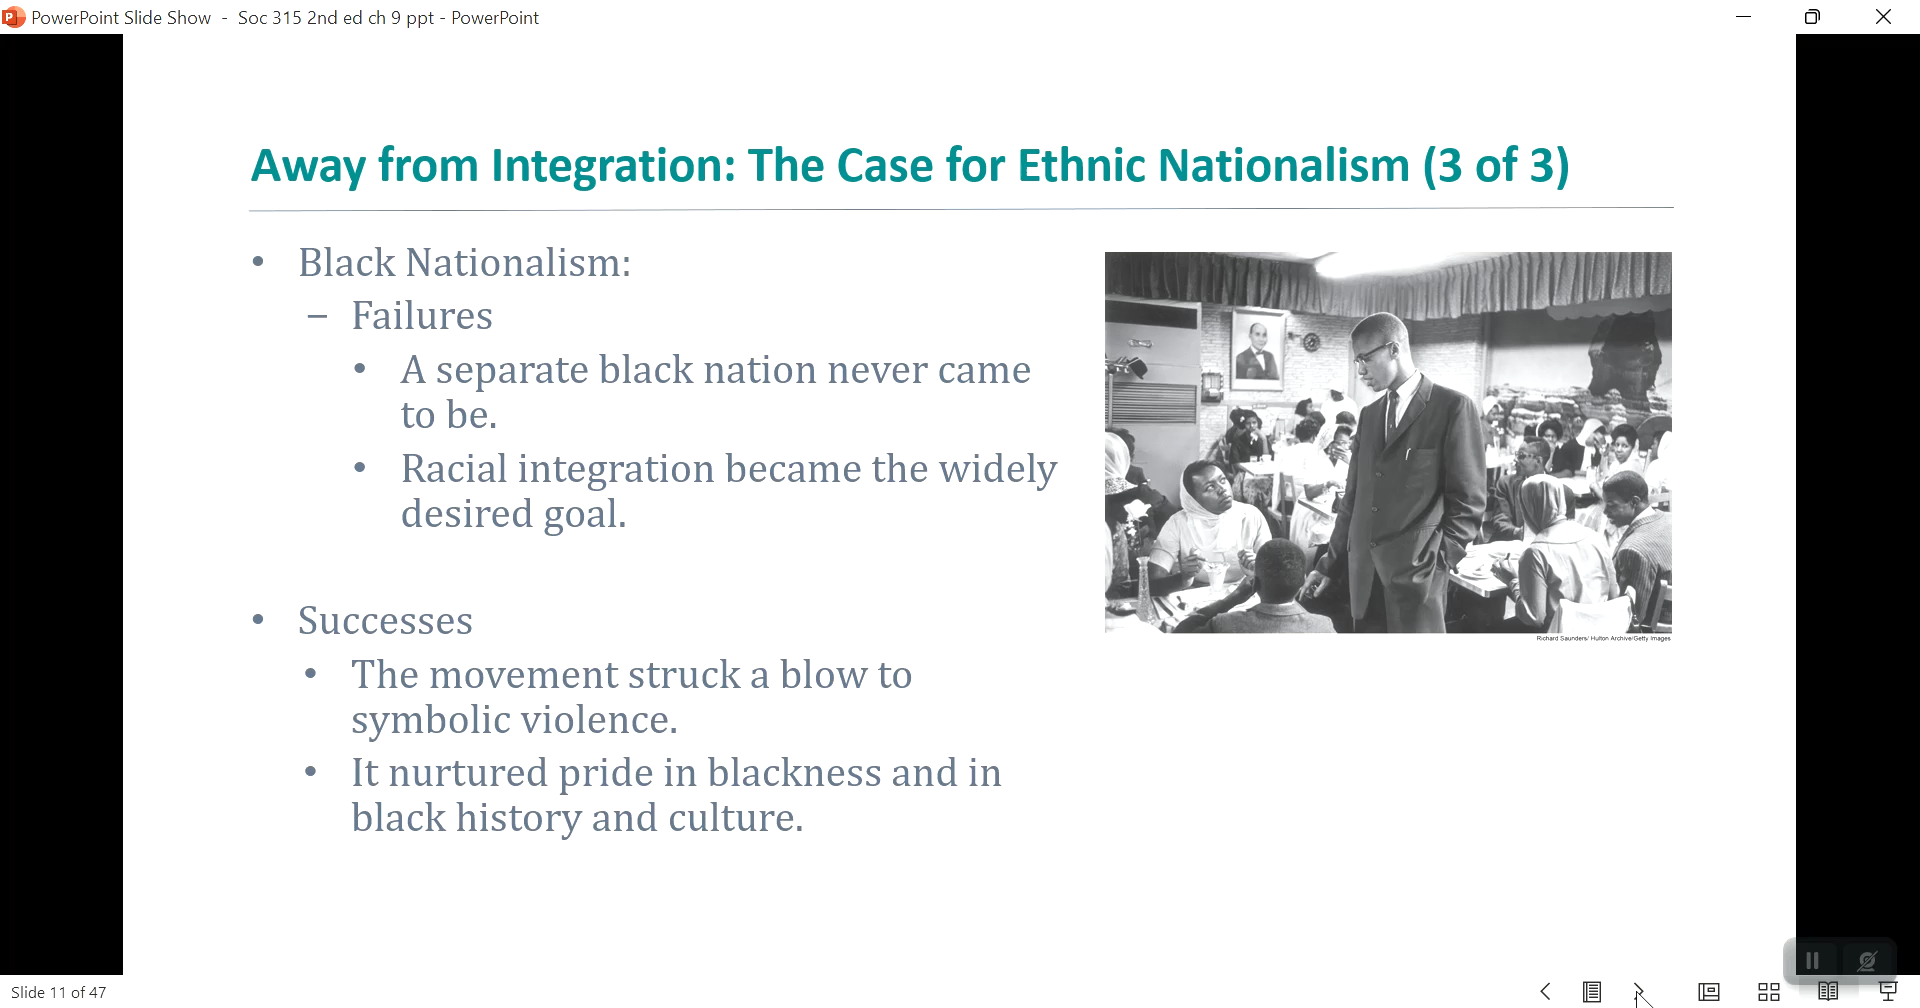 PowerPoint Slide Show - Soc 315 2nd ed ch 9 ppt - PowerPoint
Away from Integration: The Case for Ethnic Nationalism (3 of 3)
• Black Nationalism:
– Failures
• A separate black nation never came
to be.
• Racial integration became the widely
desired goal.
• Successes
• The movement struck a blow to
symbolic violence.
• It nurtured pride in blackness and in
black history and culture.
Richard Saunders/ Hulton Archive/Getty Images
Slide 11 of 47